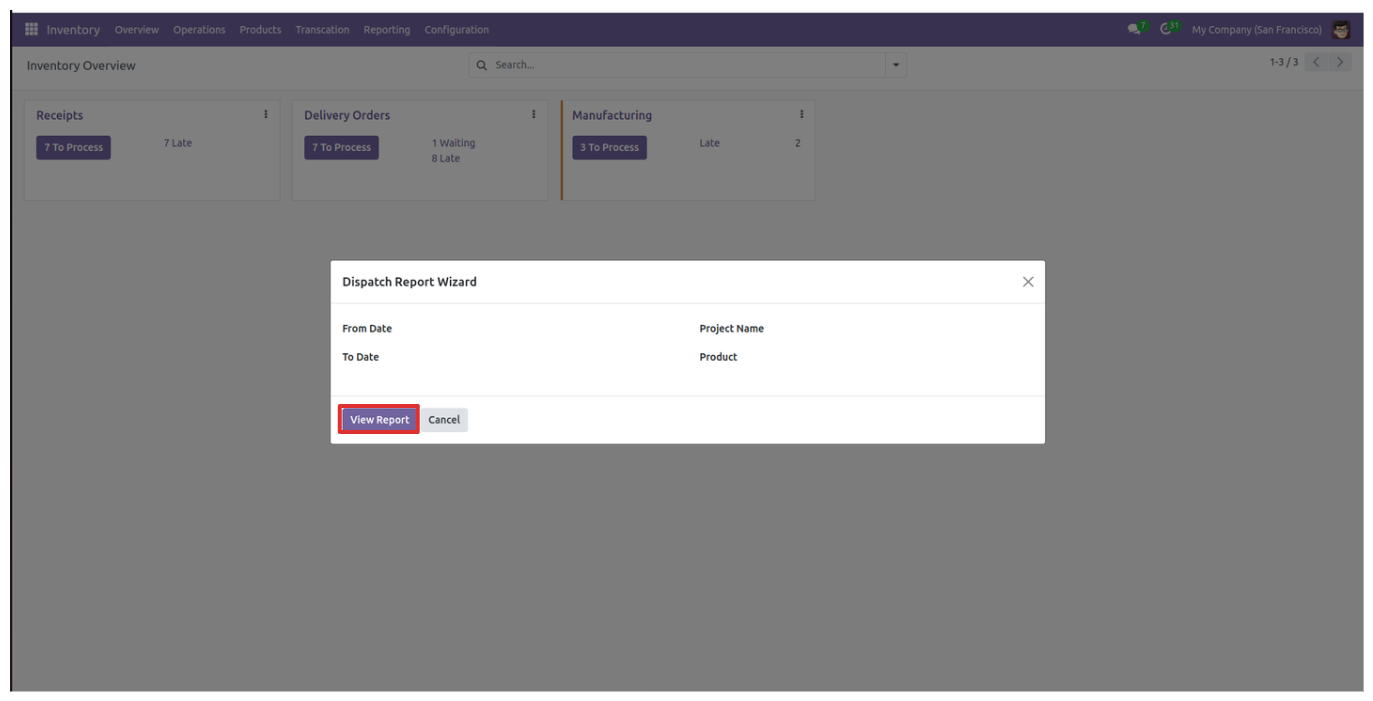 Inventory Overview Operations Products Transcation Reporting Configuration 7 31 My Company (San Francisco)
Inventory Overview Search... 1-3 / 3
Receipts Delivery Orders Manufacturing
7 To Process 7 Late 7 To Process 1 Waiting 3 To Process Late 2
8 Late
Dispatch Report Wizard
From Date Project Name
To Date Product
View Report Cancel